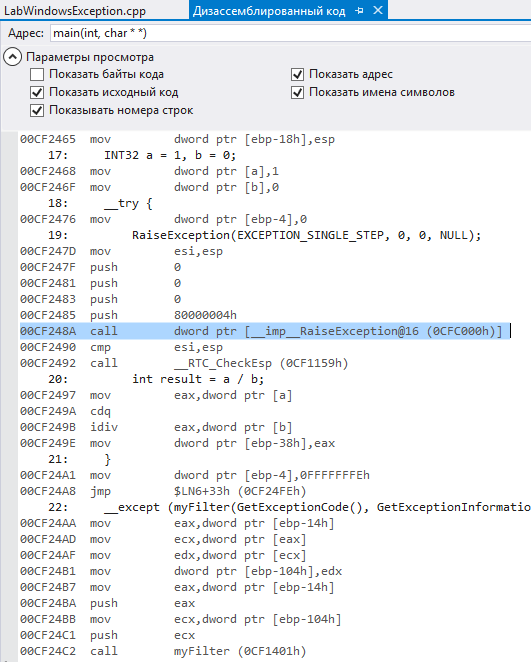 LabWindowsException.cpp Дизассемблированный код
Адрес: main(int, char * *)
Параметры просмотра
Показать байты кода Показать адрес
Показать исходный код Показать имена символов
Показывать номера строк
00CF2465 mov dword ptr [ebp-18h],esp
17: INT32 a = 1, b = 0;
00CF2468 mov dword ptr [a],1
00CF246F mov dword ptr [b],0
18: __try {
00CF2476 mov dword ptr [ebp-4],0
19: RaiseException(EXCEPTION_SINGLE_STEP, 0, 0, NULL);
00CF247D mov esi,esp
00CF247F push 0
00CF2481 push 0
00CF2483 push 0
00CF2485 push 80000004h
00CF248A call dword ptr [__imp__RaiseException@16 (0CFC000h)]
00CF2490 cmp esi,esp
00CF2492 call __RTC_CheckEsp (0CF1159h)
20: int result = a / b;
00CF2497 mov eax,dword ptr [a]
00CF249A cdq
00CF249B idiv eax,dword ptr [b]
00CF249E mov dword ptr [ebp-38h],eax
21: }
00CF24A1 mov dword ptr [ebp-4],0FFFFFFFEh
00CF24A8 jmp $LN6+33h (0CF24FEh)
22: __except (myFilter(GetExceptionCode(), GetExceptionInformatio
00CF24AA mov eax,dword ptr [ebp-14h]
00CF24AD mov ecx,dword ptr [eax]
00CF24AF mov edx,dword ptr [ecx]
00CF24B1 mov dword ptr [ebp-104h],edx
00CF24B7 mov eax,dword ptr [ebp-14h]
00CF24BA push eax
00CF24BB mov ecx,dword ptr [ebp-104h]
00CF24C1 push ecx
00CF24C2 call myFilter (0CF1401h)